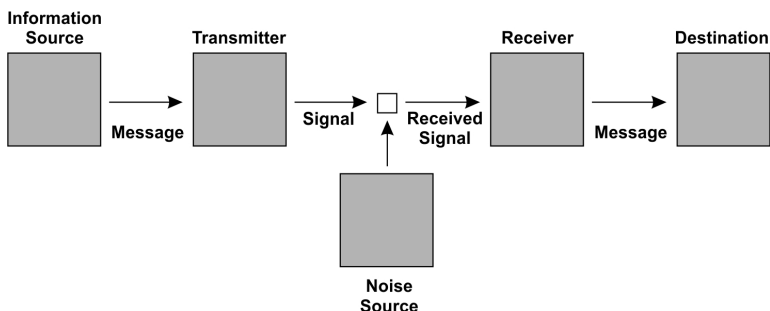 Information
Source
Transmitter
Receiver
Destination
Message
Signal
Received
Signal
Message
Noise
Source